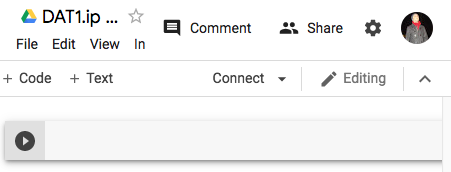 DAT1.ip ...
Comment
Share
File Edit View In
+ Code + Text Connect Editing